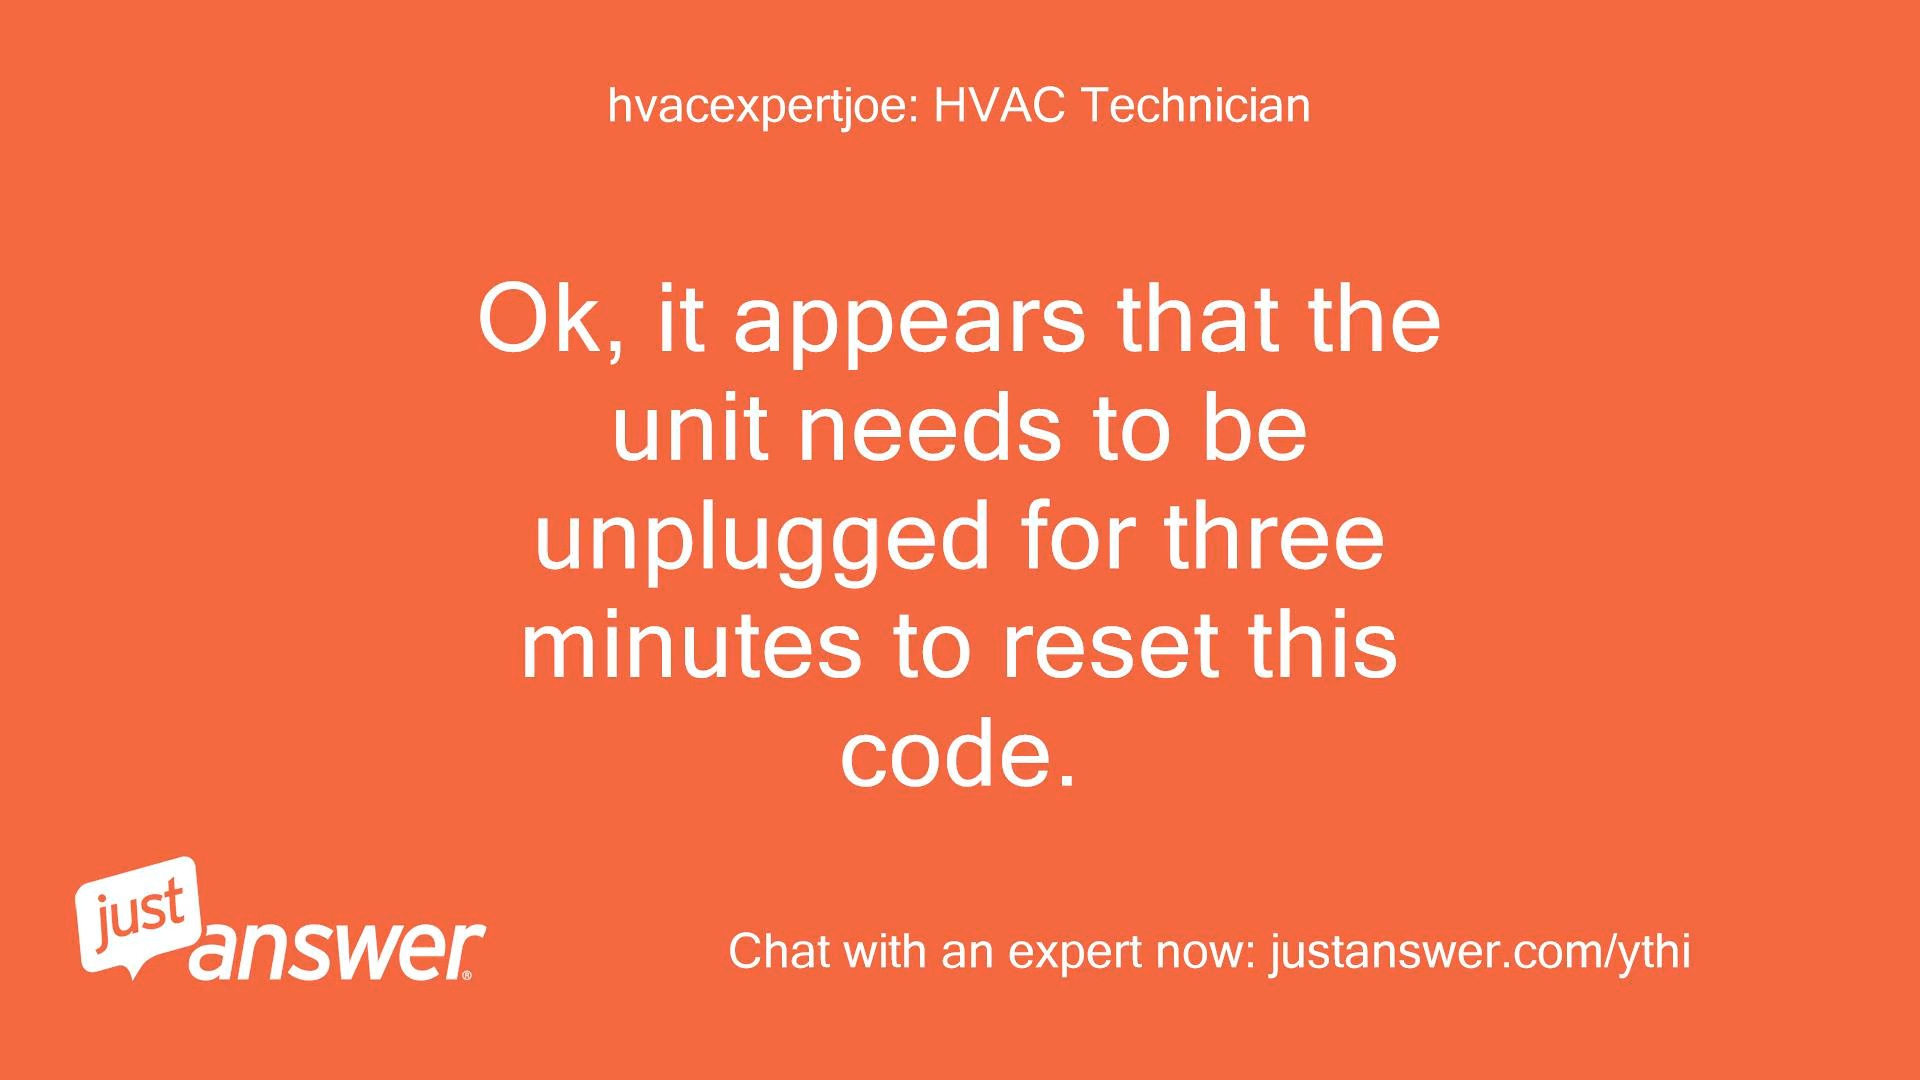 hvacexpertjoe: HVAC Technician
Ok, it appears that the
unit needs to be
unplugged for three
minutes to reset this
code.
just
answer®
Chat with an expert now: justanswer.com/ythi